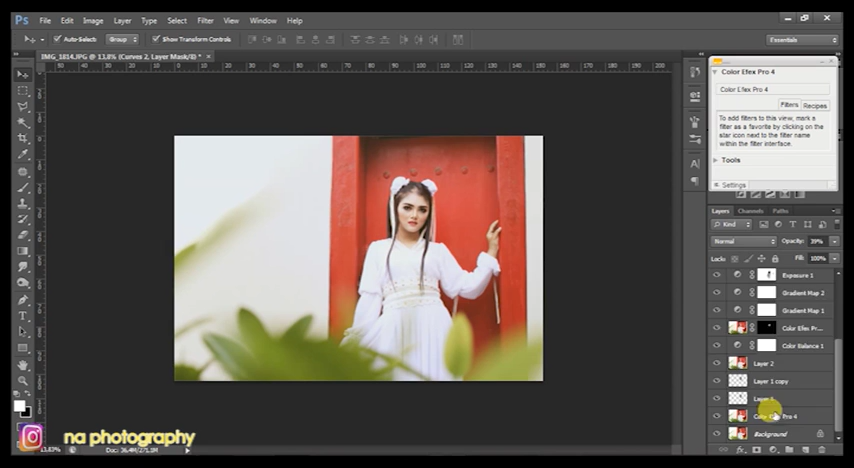 Ps File Edit Image Layer Type Select Filter View Window Help
Auto-Select: Group Show Transform Controls Essentials
IMG_1814.JPG @ 13,8% (Curves 2, Layer Mask/8) *
Color Efex Pro 4
Color Efex Pro 4
Filters Recipes
To add filters to this view, mark a
filter as a favorite by clicking on the
star icon next to the filter name
within the filter interface.
Tools
Settings
Layers Channels Paths
Kind
Normal Opacity: 39%
Lock: Fill: 100%
Exposure 1
Gradient Map 2
Gradient Map 1
Color Efex Pr...
Color Balance 1
Layer 2
Layer 1 copy
Pro 4
Background
na photography
13,83% Doc: 36,4M/271,5M